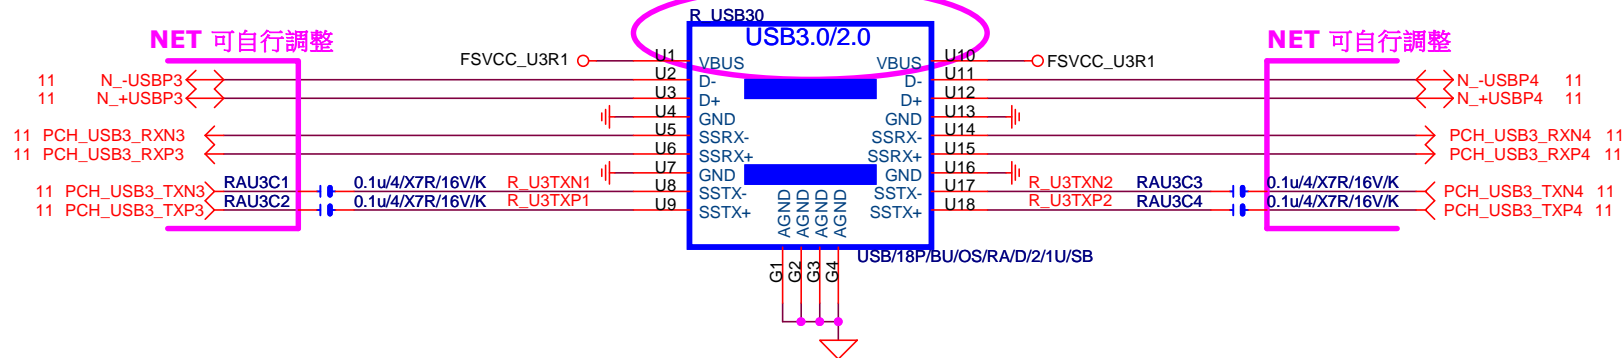 R_USB30
USB3.0/2.0
NET 可自行調整
NET 可自行調整
FSVCC_U3R1
U1
VBUS
VBUS
U10
FSVCC_U3R1
11
N_-USBP3
U2
D-
D-
U11
N_-USBP4
11
11
N_+USBP3
U3
D+
D+
U12
N_+USBP4
11
U4
GND
GND
U13
11
PCH_USB3_RXN3
U5
SSRX-
SSRX-
U14
PCH_USB3_RXN4
11
11
PCH_USB3_RXP3
U6
SSRX+
SSRX+
U15
PCH_USB3_RXP4
11
U7
GND
GND
U16
11
PCH_USB3_TXN3
RAU3C1
0.1u/4/X7R/16V/K
R_U3TXN1
U8
SSTX-
SSTX-
U17
R_U3TXN2
RAU3C3
0.1u/4/X7R/16V/K
PCH_USB3_TXN4
11
11
PCH_USB3_TXP3
RAU3C2
0.1u/4/X7R/16V/K
R_U3TXP1
U9
SSTX+
SSTX+
U18
R_U3TXP2
RAU3C4
0.1u/4/X7R/16V/K
PCH_USB3_TXP4
11
AGND
AGND
AGND
AGND
USB/18P/BU/OS/RA/D/2/1U/SB
G1
G2
G3
G4